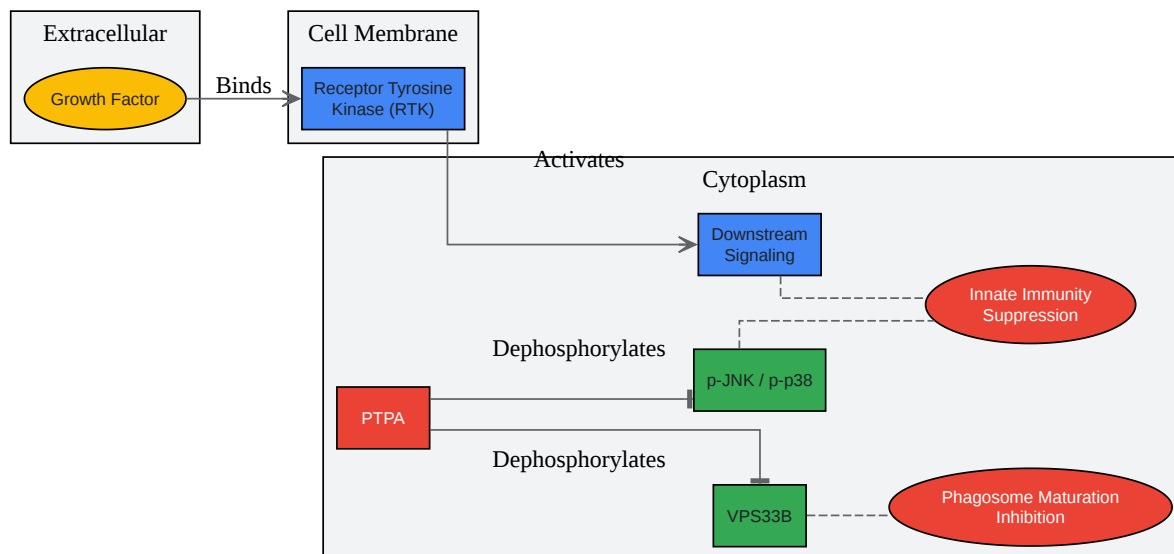 Extracellular
Cell Membrane
Growth Factor
Binds
Receptor Tyrosine
Kinase (RTK)
Activates
Cytoplasm
Downstream
Signaling
Innate Immunity
Suppression
Dephosphorylates
p-JNK / p-p38
PTPA
Dephosphorylates
VPS33B
Phagosome Maturation
Inhibition